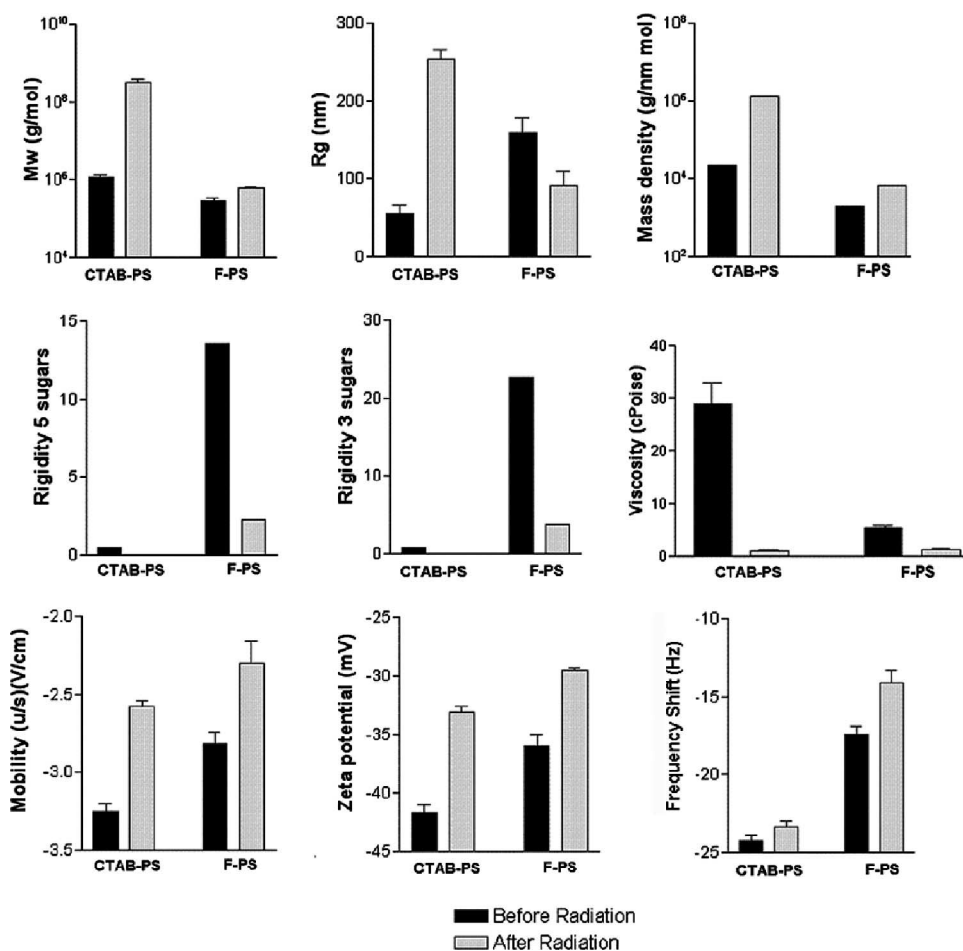 Mw (g/mol)
10¹⁰
10⁸
10⁶
10⁴
CTAB-PS F-PS
Rg (nm)
300
200
100
0
CTAB-PS F-PS
Mass density (g/nm mol)
10⁸
10⁶
10⁴
10²
CTAB-PS F-PS
Rigidity 5 sugars
15
10
5
0
CTAB-PS F-PS
Rigidity 3 sugars
30
20
10
0
CTAB-PS F-PS
Viscosity (cPoise)
40
30
20
10
0
CTAB-PS F-PS
Mobility (u/s)(V/cm)
-2.0
-2.5
-3.0
-3.5
CTAB-PS F-PS
Zeta potential (mV)
-25
-30
-35
-40
-45
CTAB-PS F-PS
Frequency Shift (Hz)
-10
-15
-20
-25
CTAB-PS F-PS
Before Radiation
After Radiation